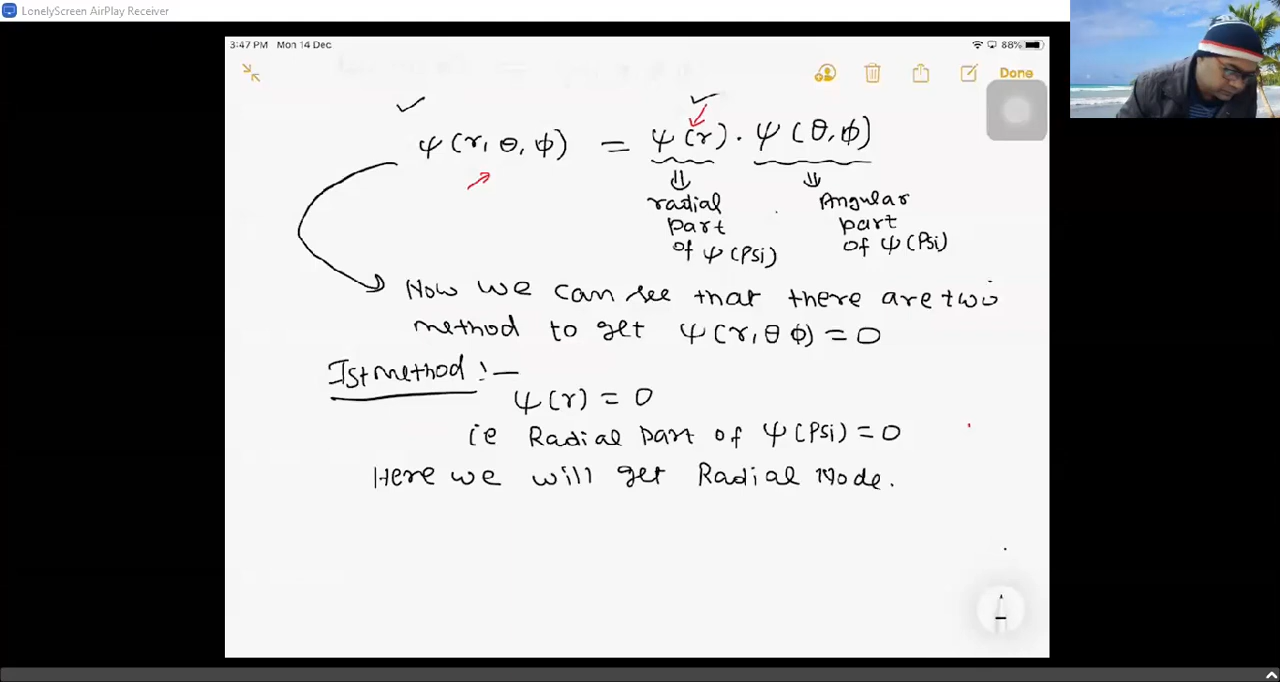 LonelyScreen AirPlay Receiver
3:47 PM Mon 14 Dec
88%
Done
ψ(r, θ, ϕ) = ψ(r) · ψ(θ, ϕ)
⇓ ⇓
radial part of ψ(Psi)
Angular part of ψ(Psi)
Now we can see that there are two
method to get ψ(r, θ ϕ) = 0
Ist method :—
ψ(r) = 0
ie Radial part of ψ(Psi) = 0
Here we will get Radial Node.